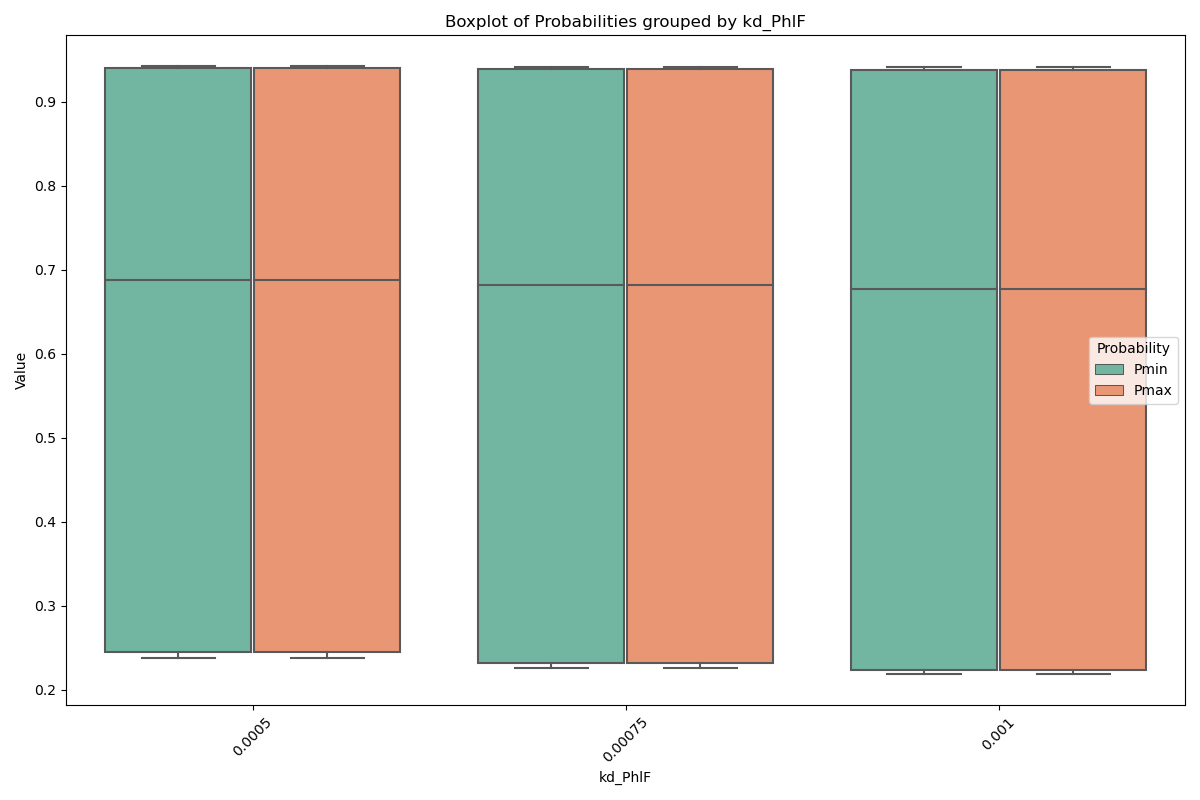 Boxplot of Probabilities grouped by kd_PhlF
Value
0.9
0.8
0.7
0.6
0.5
0.4
0.3
0.2
Probability
Pmin
Pmax
0.0005
0.00075
0.001
kd_PhlF